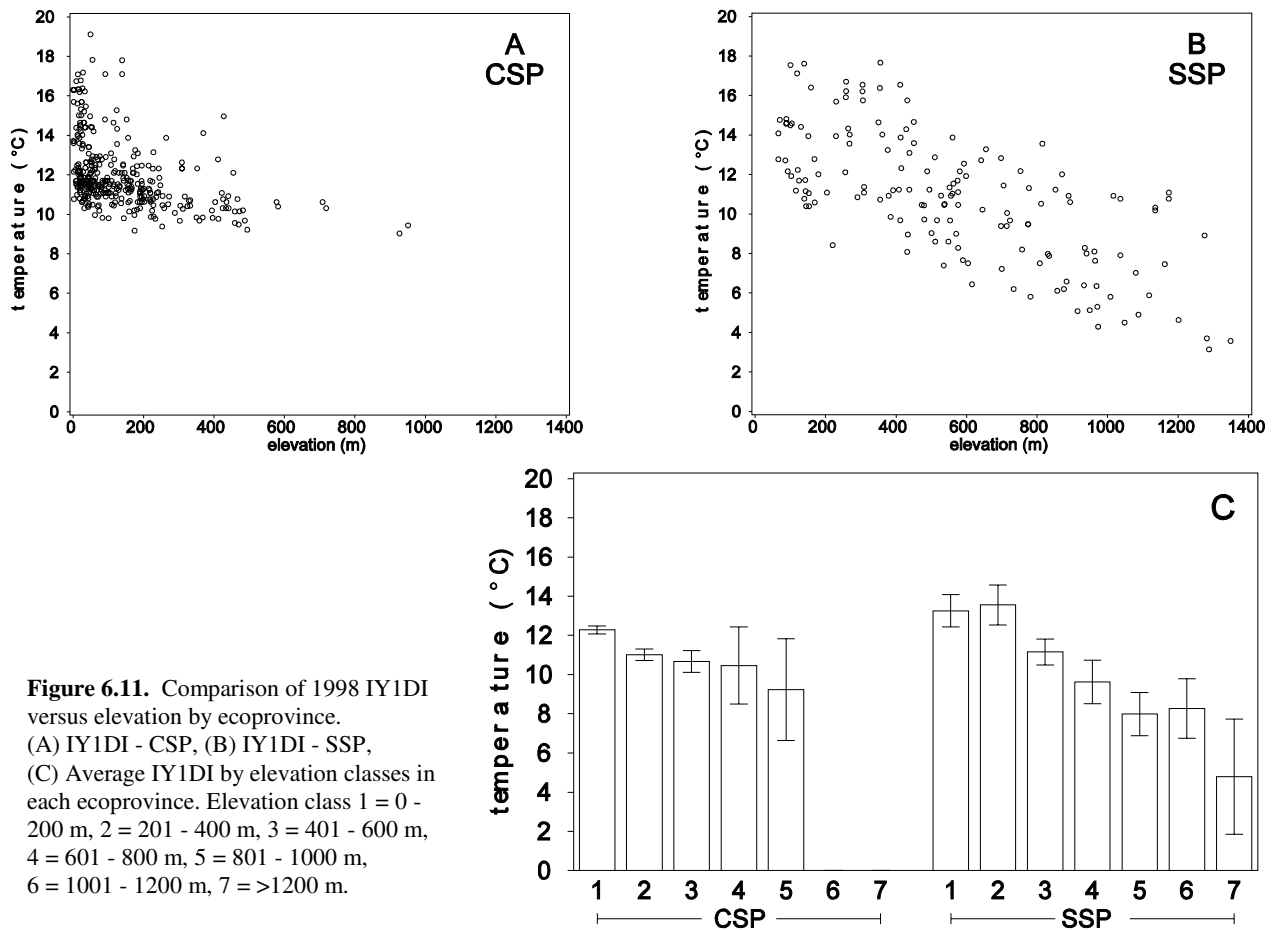 20
18
16
14
12
10
8
6
4
2
0
temperature (°C)
A
CSP
0 200 400 600 800 1000 1200 1400
elevation (m)
20
18
16
14
12
10
8
6
4
2
0
temperature (°C)
B
SSP
0 200 400 600 800 1000 1200 1400
elevation (m)
20
18
16
14
12
10
8
6
4
2
0
temperature (°C)
C
1 2 3 4 5 6 7 1 2 3 4 5 6 7
CSP SSP
Figure 6.11. Comparison of 1998 IY1DI
versus elevation by ecoprovince.
(A) IY1DI - CSP, (B) IY1DI - SSP,
(C) Average IY1DI by elevation classes in
each ecoprovince. Elevation class 1 = 0 -
200 m, 2 = 201 - 400 m, 3 = 401 - 600 m,
4 = 601 - 800 m, 5 = 801 - 1000 m,
6 = 1001 - 1200 m, 7 = >1200 m.